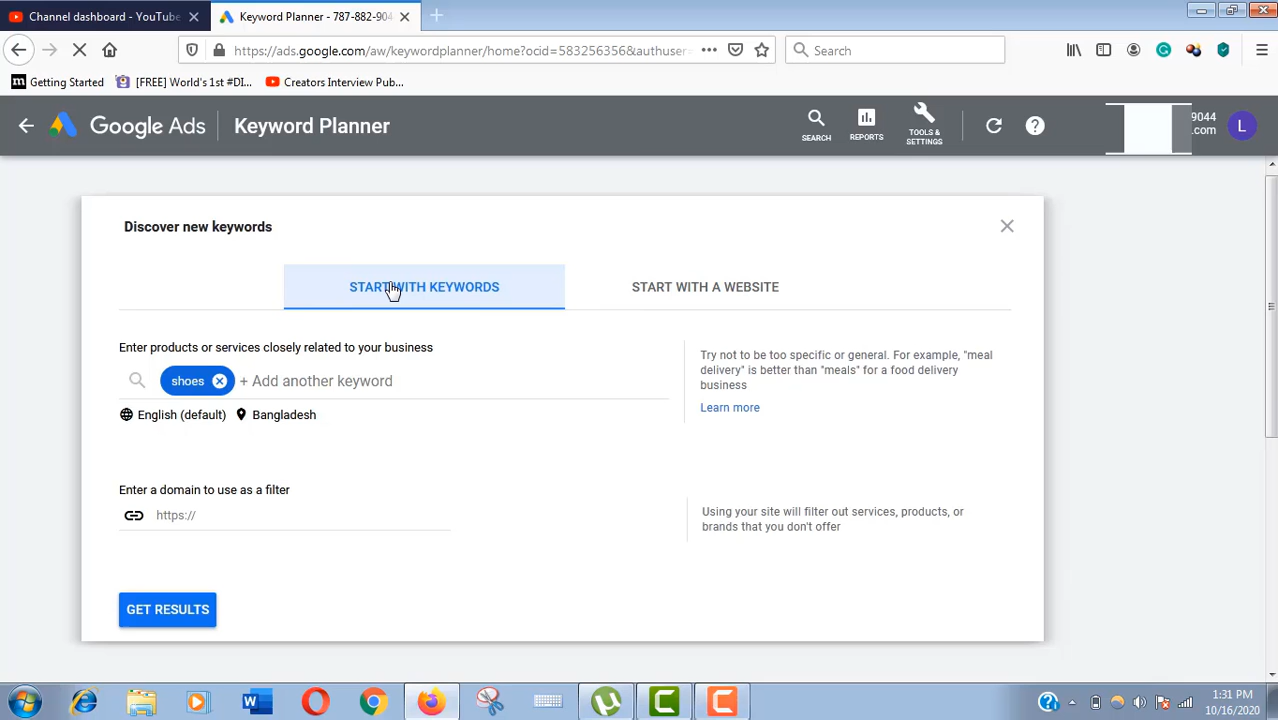 Channel dashboard - YouTube
Keyword Planner - 787-882-904
https://ads.google.com/aw/keywordplanner/home?ocid=583256356&authuser=
Search
Getting Started
[FREE] World's 1st #DI...
Creators Interview Pub...
Google Ads
Keyword Planner
SEARCH
REPORTS
TOOLS &
SETTINGS
9044
.com
L
Discover new keywords
START WITH KEYWORDS
START WITH A WEBSITE
Enter products or services closely related to your business
shoes + Add another keyword
English (default) Bangladesh
Try not to be too specific or general. For example, "meal
delivery" is better than "meals" for a food delivery
business
Learn more
Enter a domain to use as a filter
https://
Using your site will filter out services, products, or
brands that you don't offer
GET RESULTS
1:31 PM
10/16/2020